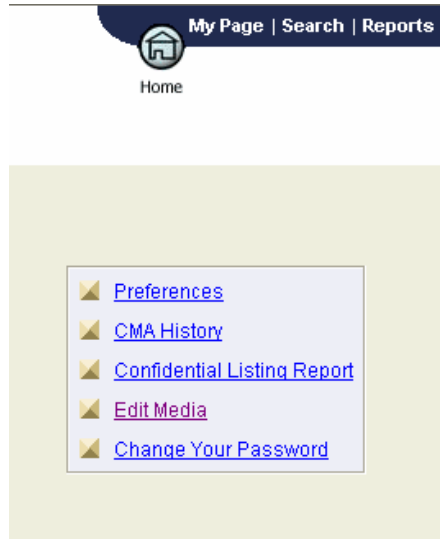 My Page | Search | Reports
Home
Preferences
CMA History
Confidential Listing Report
Edit Media
Change Your Password